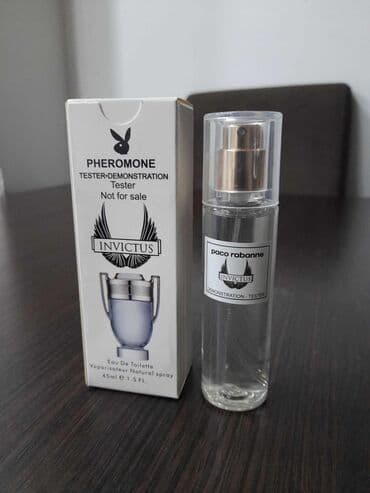 PHEROMONE
TESTER•DEMONSTRATION
Tester
Not for sale
INVICTUS
Eau De Toilette
Vaporisateur Natural spray
45ml ℮ 1.5 FL.
paco rabanne
INVICTUS
DEMONSTRATION - TESTER